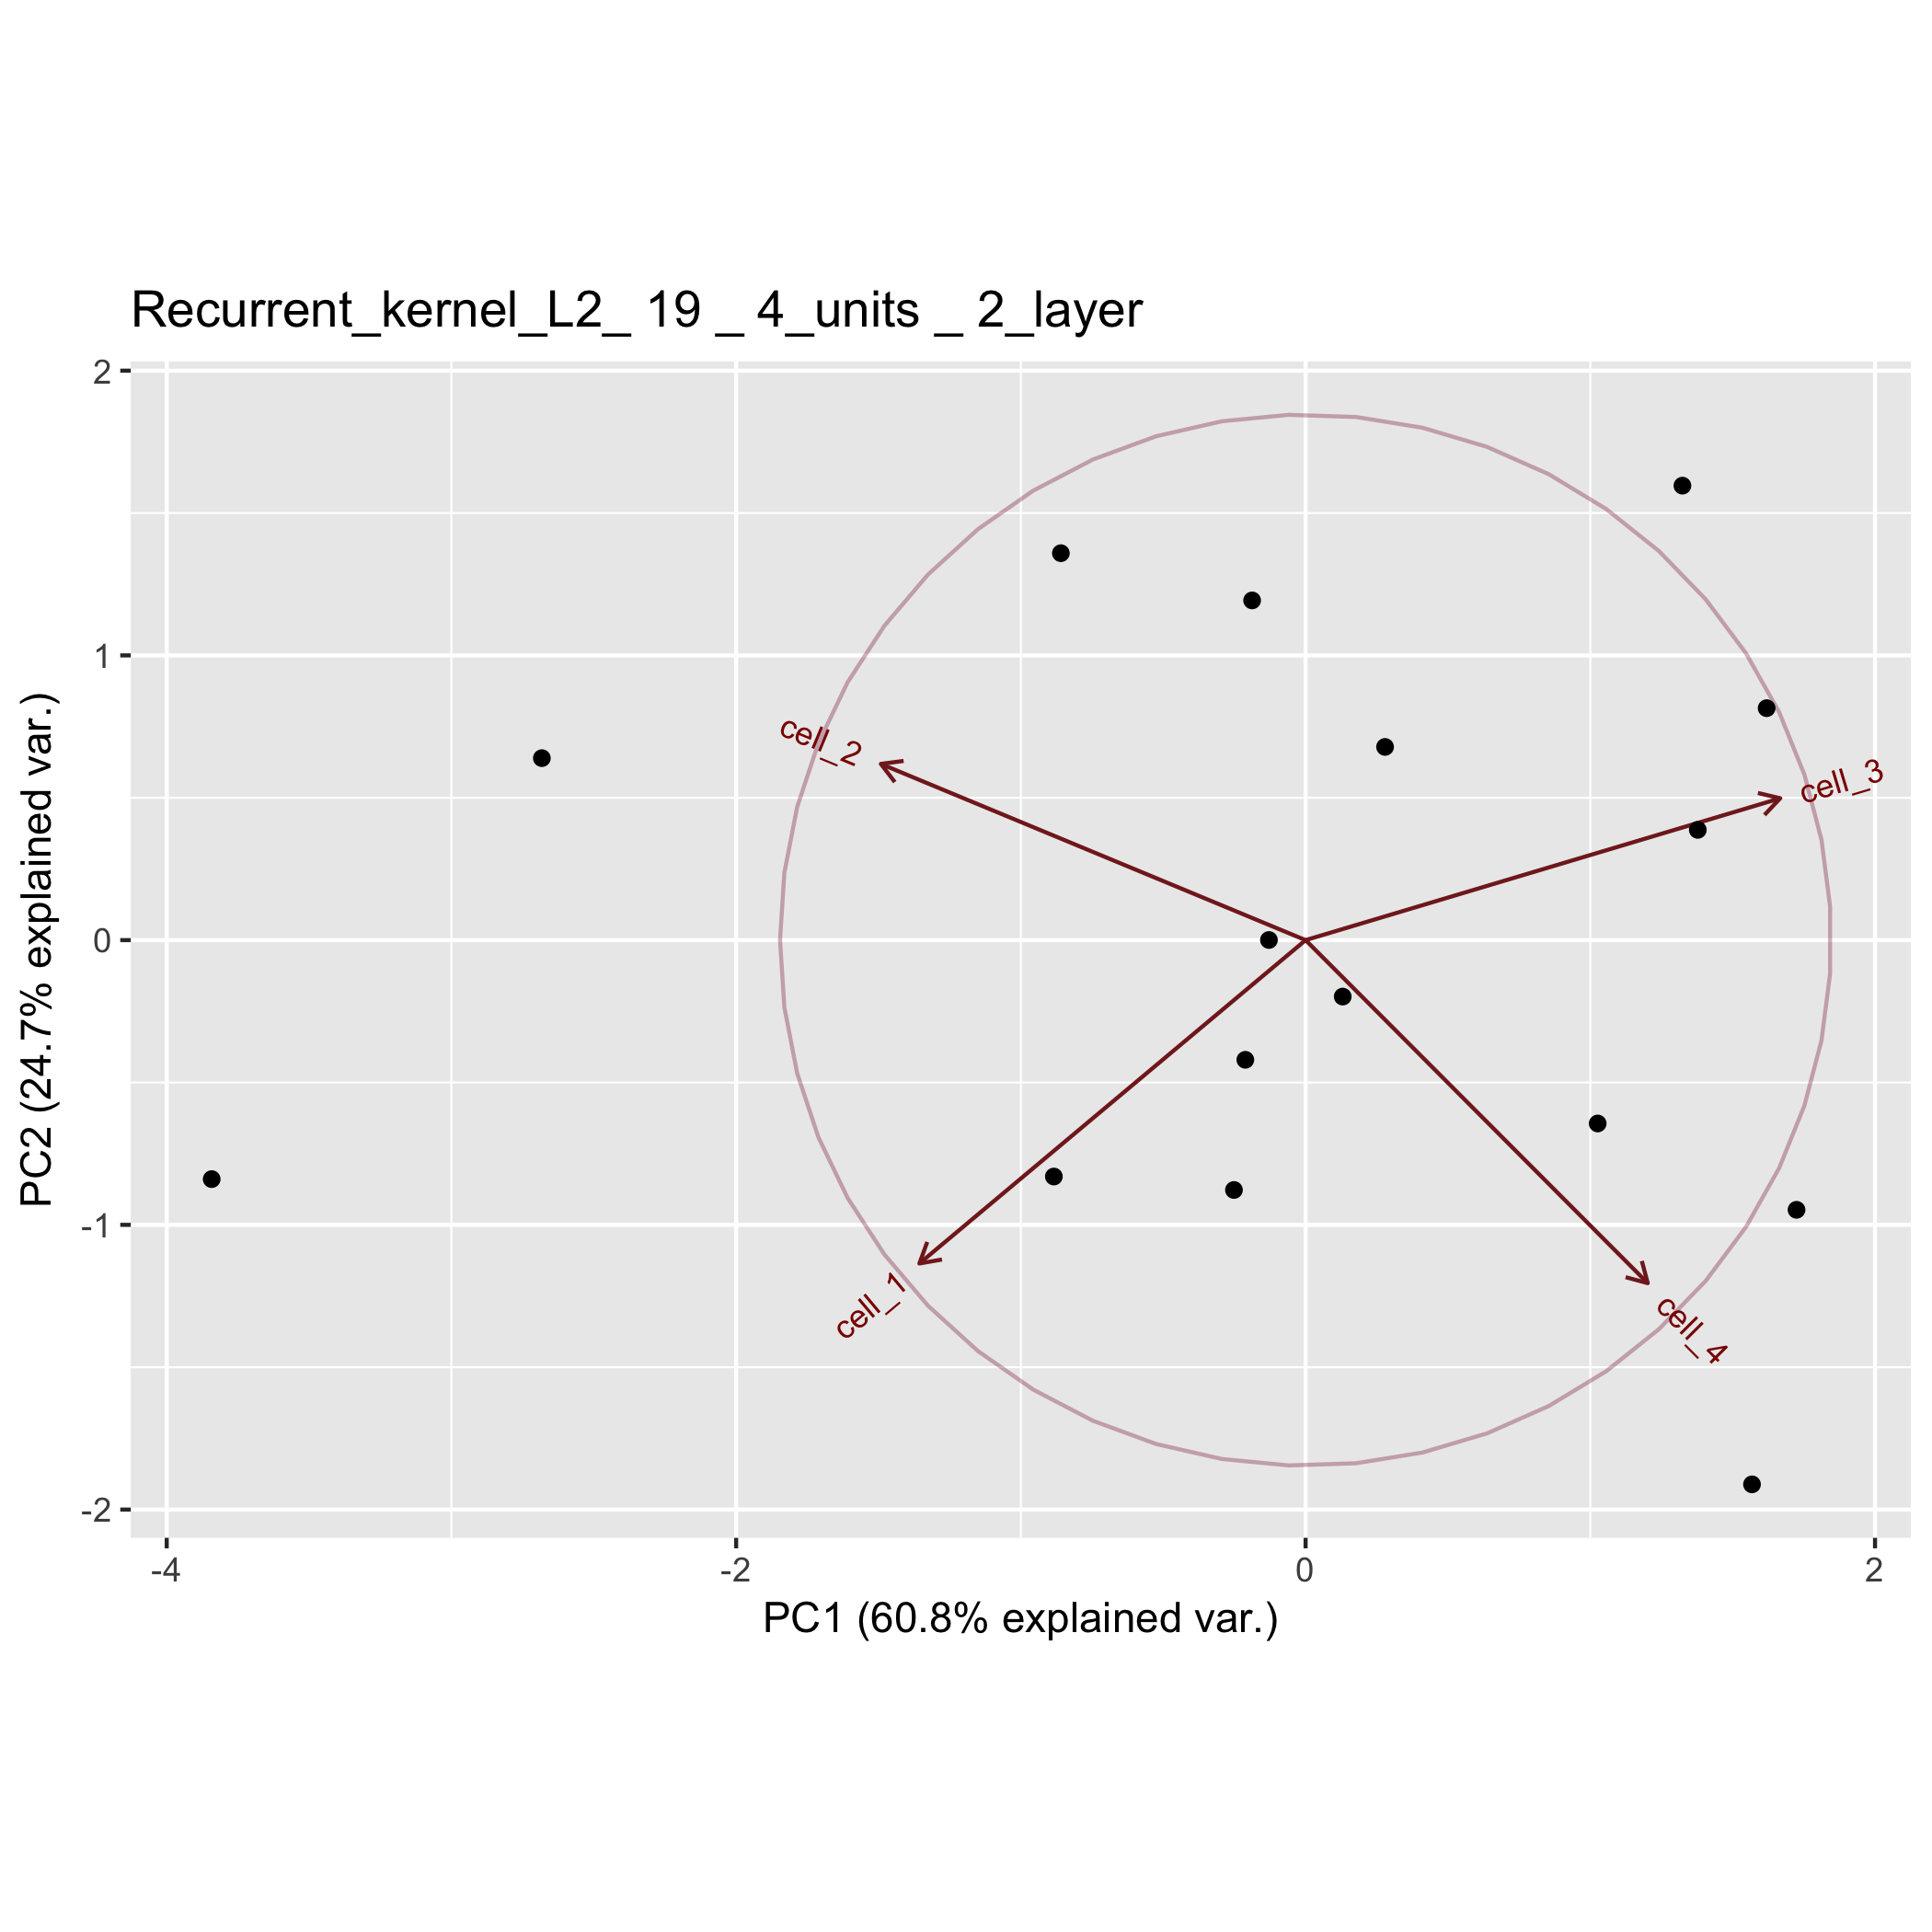 Recurrent_kernel_L2_ 19 _ 4_units _ 2_layer
2
1
0
-1
-2
PC2 (24.7% explained var.)
cell_2
cell_3
cell_1
cell_4
-4
-2
0
2
PC1 (60.8% explained var.)